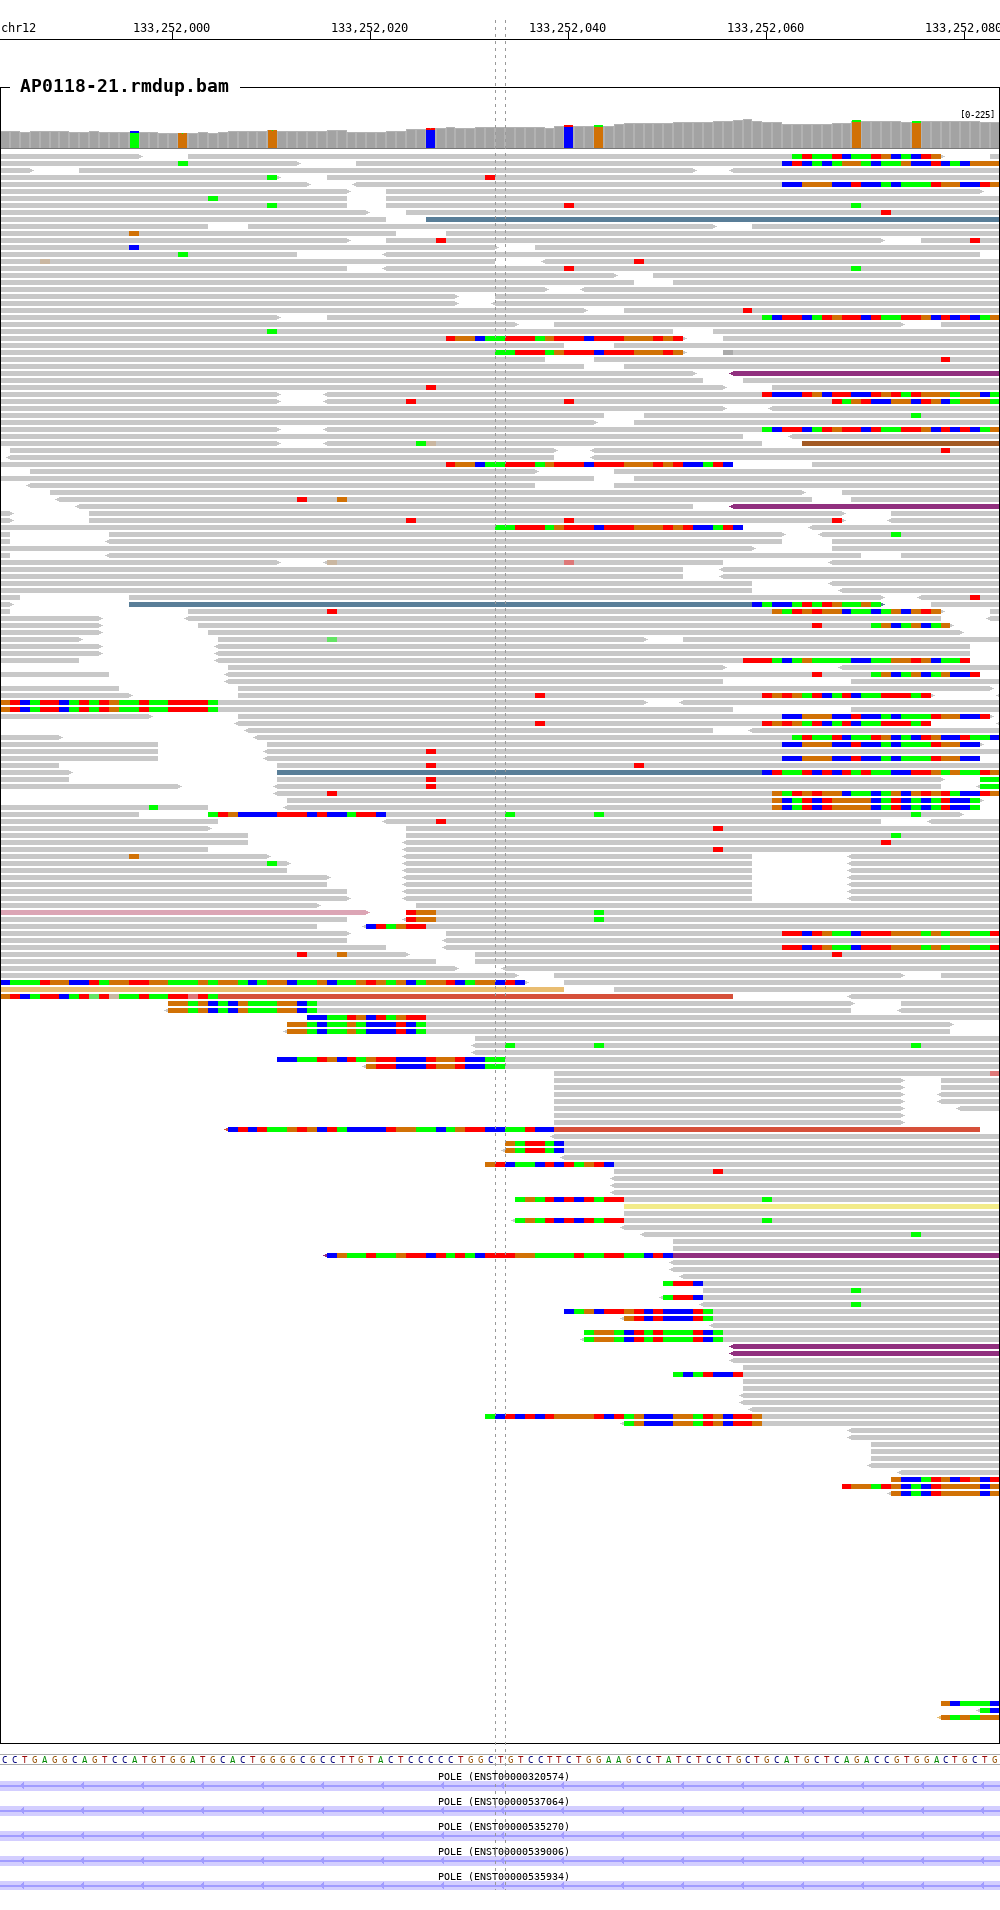 chr12 133,252,000 133,252,020 133,252,040 133,252,060 133,252,080
AP0118-21.rmdup.bam
[0-225]
CCTGAGGCAGTCCATGTGGATGCACTGGGGCGCCTTGTACTCCCCCTGGCTGTCCTTCTGGAAGCCTATCTCCTGCTGCATGCTCAGACCGTGGACTGCTG
POLE (ENST00000320574)
POLE (ENST00000537064)
POLE (ENST00000535270)
POLE (ENST00000539006)
POLE (ENST00000535934)